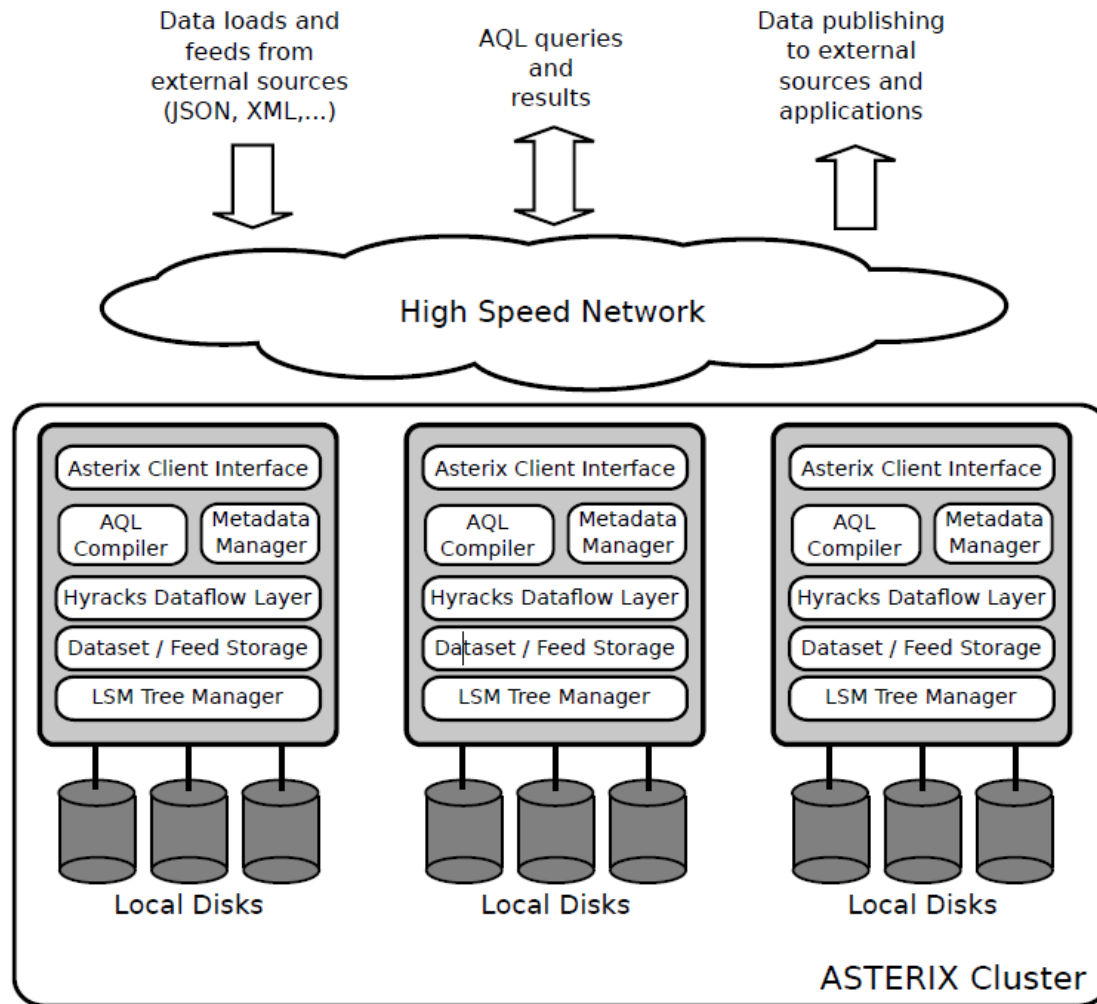 Data loads and
feeds from
external sources
(JSON, XML,...)
AQL queries
and
results
Data publishing
to external
sources and
applications
High Speed Network
Asterix Client Interface
AQL
Compiler
Metadata
Manager
Hyracks Dataflow Layer
Dataset / Feed Storage
LSM Tree Manager
Local Disks
Asterix Client Interface
AQL
Compiler
Metadata
Manager
Hyracks Dataflow Layer
Dataset / Feed Storage
LSM Tree Manager
Local Disks
Asterix Client Interface
AQL
Compiler
Metadata
Manager
Hyracks Dataflow Layer
Dataset / Feed Storage
LSM Tree Manager
Local Disks
ASTERIX Cluster